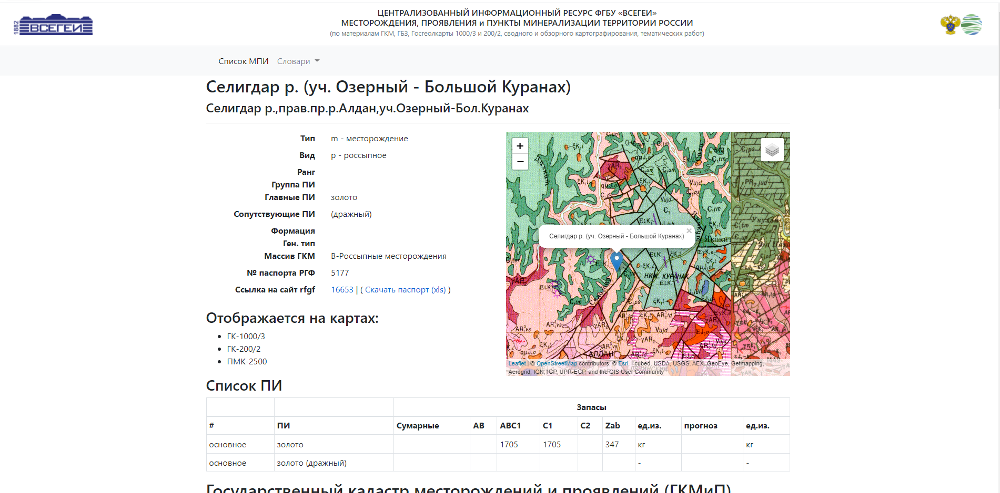 1882
ВСЕГЕИ
ЦЕНТРАЛИЗОВАННЫЙ ИНФОРМАЦИОННЫЙ РЕСУРС ФГБУ «ВСЕГЕИ»
МЕСТОРОЖДЕНИЯ, ПРОЯВЛЕНИЯ и ПУНКТЫ МИНЕРАЛИЗАЦИИ ТЕРРИТОРИИ РОССИИ
(по материалам ГКМ, ГБЗ, Госгеолкарты 1000/3 и 200/2, сводного и обзорного картографирования, тематических работ)
Список МПИ Словари
Селигдар р. (уч. Озерный - Большой Куранах)
Селигдар р.,прав.пр.р.Алдан,уч.Озерный-Бол.Куранах
Тип m - месторождение
Вид p - россыпное
Ранг
Группа ПИ
Главные ПИ золото
Сопутствующие ПИ (дражный)
Формация
Ген. тип
Массив ГКМ В-Россыпные месторождения
№ паспорта РГФ 5177
Ссылка на сайт rfgf 16653 | ( Скачать паспорт (xls) )
+
−
Селигдар р. (уч. Озерный - Большой Куранах)
×
НИЖ. КУРАНАХ
АЛДАН
Leaflet | © OpenStreetMap contributors, © Esri, i-cubed, USDA, USGS, AEX, GeoEye, Getmapping,
Aerogrid, IGN, IGP, UPR-EGP, and the GIS User Community
Отображается на картах:
ГК-1000/3
ГК-200/2
ПМК-2500
Список ПИ
Запасы
# ПИ Сумарные AB ABC1 C1 C2 Zab ед.из. прогноз ед.из.
основное золото 1705 1705 347 кг кг
основное золото (дражный) - -
Государственный кадастр месторождений и проявлений (ГКМиП)